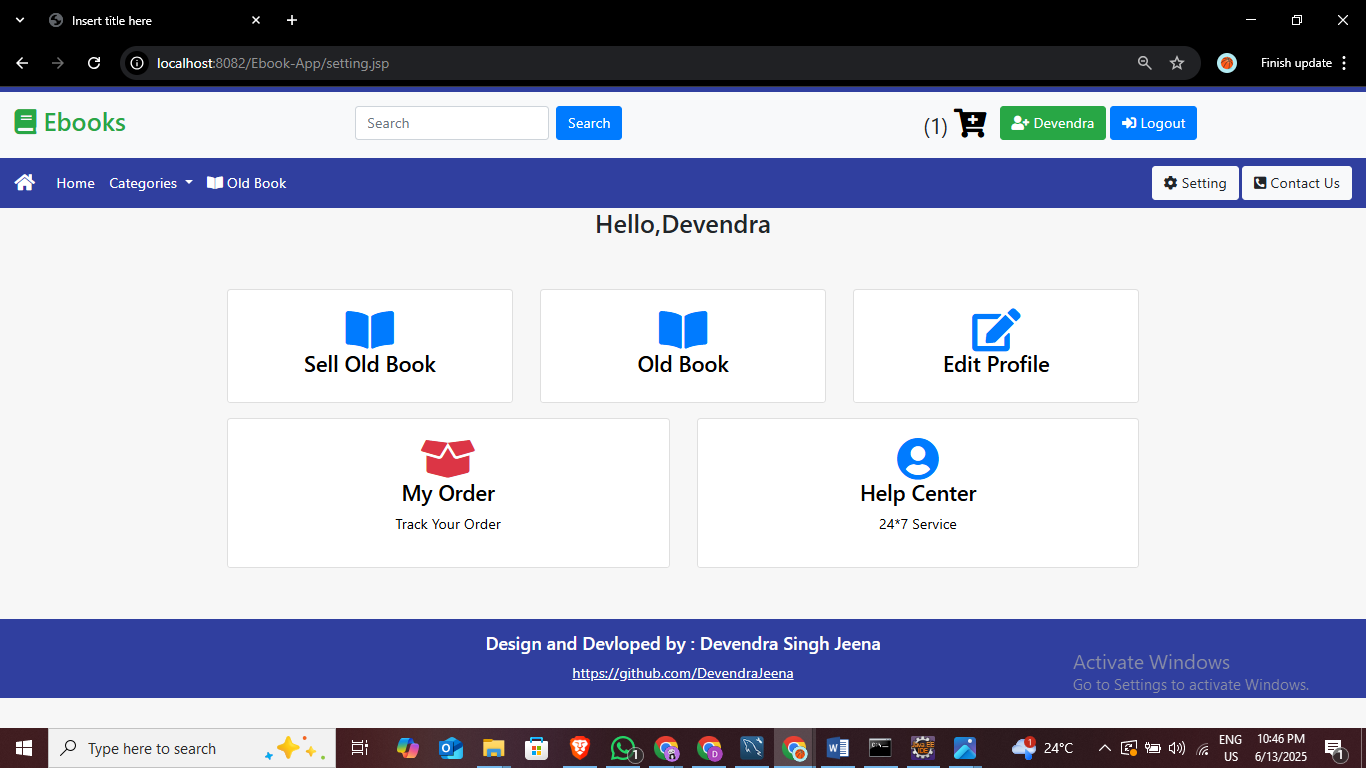 Insert title here
localhost:8082/Ebook-App/setting.jsp
Finish update
Ebooks
Search
Search
(1)
Devendra
Logout
Home
Categories
Old Book
Setting
Contact Us
Hello,Devendra
Sell Old Book
Old Book
Edit Profile
My Order
Track Your Order
Help Center
24*7 Service
Design and Devloped by : Devendra Singh Jeena
https://github.com/DevendraJeena
Activate Windows
Go to Settings to activate Windows.
Type here to search
1
D
1
24°C
ENG
US
10:46 PM
6/13/2025
1